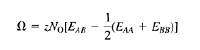 Ω = zN₀[E_AB − 1/2(E_AA + E_BB)]